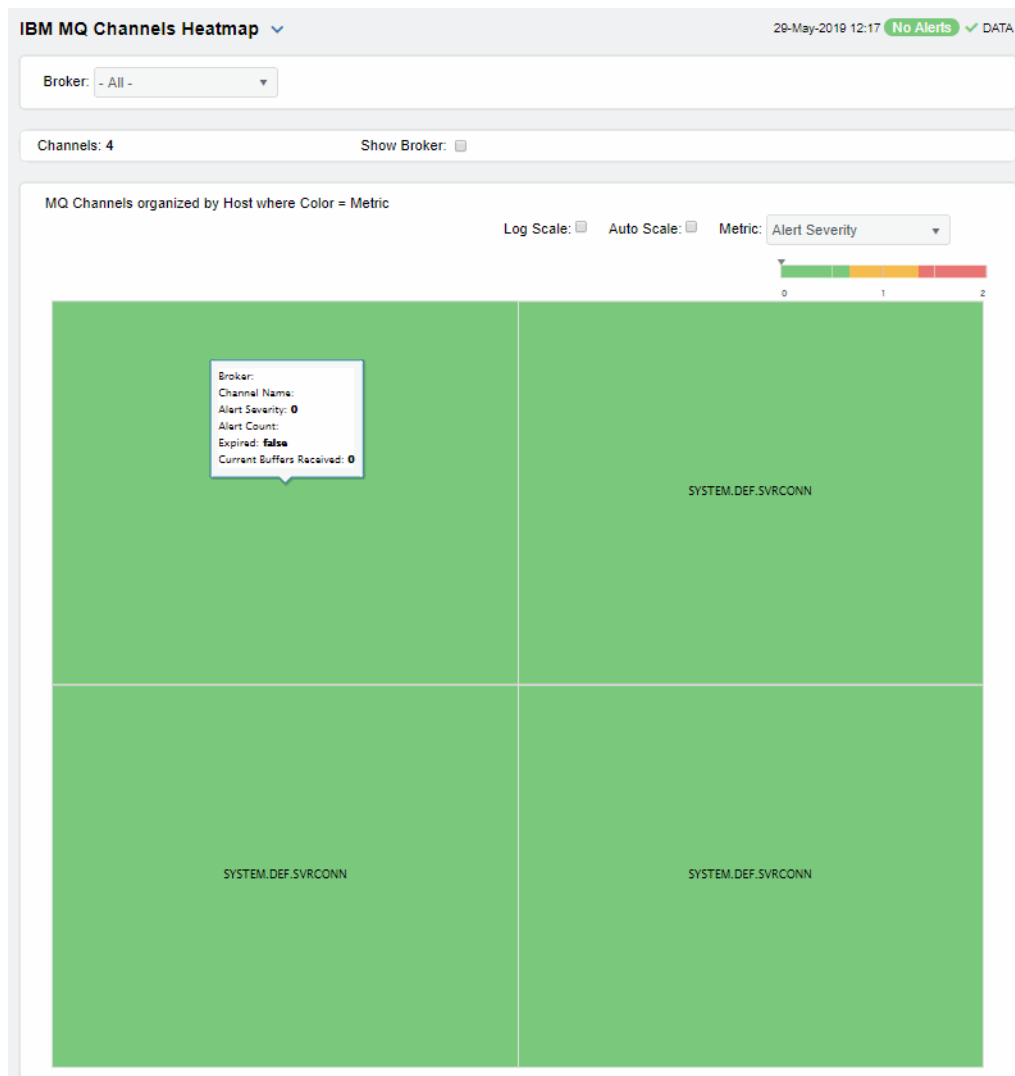 IBM MQ Channels Heatmap
29-May-2019 12:17 No Alerts DATA
Broker: - All -
Channels: 4 Show Broker:
MQ Channels organized by Host where Color = Metric
Log Scale: Auto Scale: Metric: Alert Severity
0 1 2
Broker:
Channel Name:
Alert Severity: 0
Alert Count:
Expired: false
Current Buffers Received: 0
SYSTEM.DEF.SVRCONN
SYSTEM.DEF.SVRCONN
SYSTEM.DEF.SVRCONN